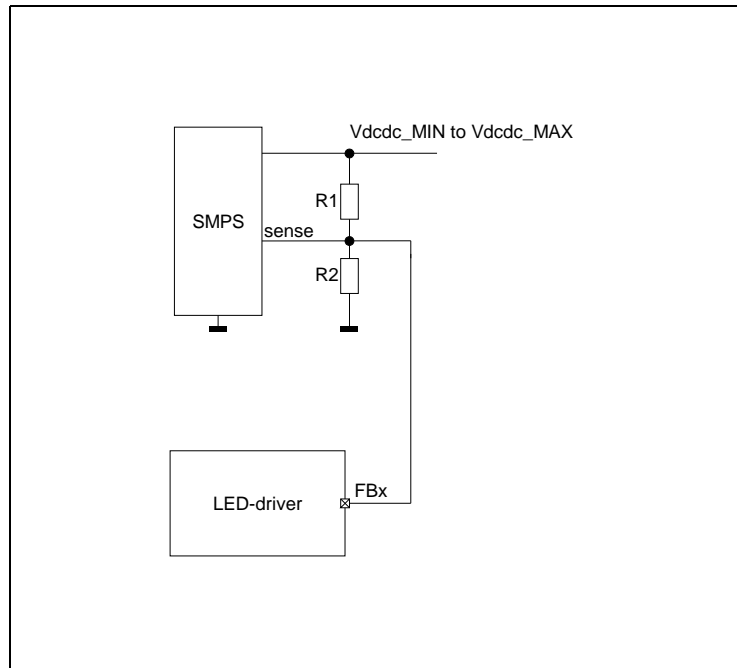 Vdcdc_MIN to Vdcdc_MAX
R1
SMPS
sense
R2
FBx
LED-driver